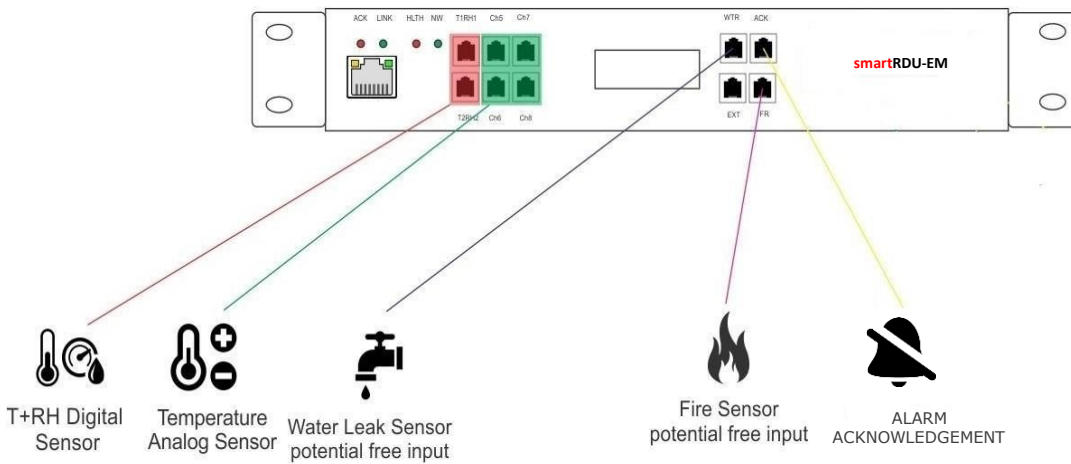 ACK LINK HLTH NW T1RH1 Ch5 Ch7
WTR ACK
smartRDU-EM
T2RH2 Ch6 Ch8
EXT FR
T+RH Digital
Sensor
Temperature
Analog Sensor
Water Leak Sensor
potential free input
Fire Sensor
potential free input
ALARM
ACKNOWLEDGEMENT